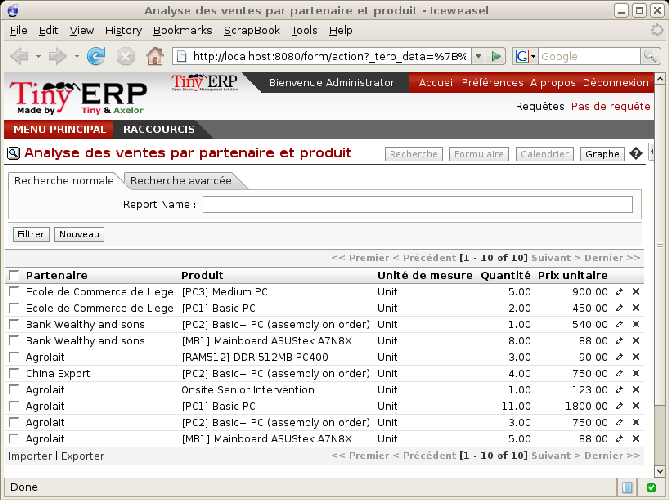 Analyse des ventes par partenaire et produit - Iceweasel
File Edit View History Bookmarks ScrapBook Tools Help
http://localhost:8080/form/action?_terp_data=%7B% Google
Tiny ERP
Made by Tiny & Axelor
Tiny ERP Bienvenue Administrator Accueil Préférences A propos Déconnexion
Requêtes: Pas de requête
MENU PRINCIPAL RACCOURCIS
Analyse des ventes par partenaire et produit Recherche Formulaire Calendrier Graphe
Recherche normale Recherche avancée
Report Name :
Filtrer Nouveau
<< Premier < Précédent [1 - 10 of 10] Suivant > Dernier >>
Partenaire Produit Unité de mesure Quantité Prix unitaire
Ecole de Commerce de Liege [PC3] Medium PC Unit 5.00 900.00
Ecole de Commerce de Liege [PC1] Basic PC Unit 2.00 450.00
Bank Wealthy and sons [PC2] Basic+ PC (assembly on order) Unit 1.00 540.00
Bank Wealthy and sons [MB1] Mainboard ASUStek A7N8X Unit 8.00 88.00
Agrolait [RAM512] DDR 512MB PC400 Unit 3.00 90.00
China Export [PC2] Basic+ PC (assembly on order) Unit 4.00 750.00
Agrolait Onsite Senior Intervention Unit 1.00 123.00
Agrolait [PC1] Basic PC Unit 11.00 1800.00
Agrolait [PC2] Basic+ PC (assembly on order) Unit 3.00 750.00
Agrolait [MB1] Mainboard ASUStek A7N8X Unit 5.00 88.00
Importer | Exporter << Premier < Précédent [1 - 10 of 10] Suivant > Dernier >>
Done